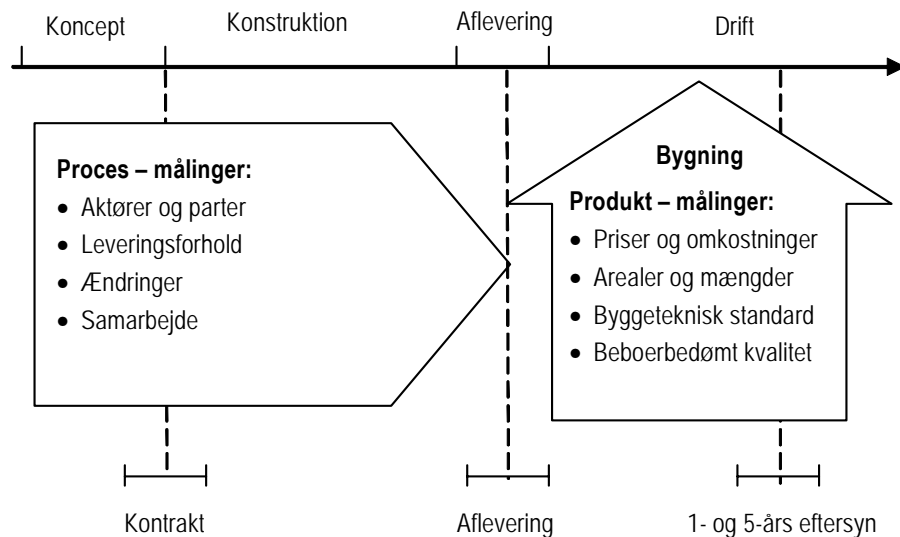 Koncept
Konstruktion
Aflevering
Drift
Proces – målinger:
• Aktører og parter
• Leveringsforhold
• Ændringer
• Samarbejde
Bygning
Produkt – målinger:
• Priser og omkostninger
• Arealer og mængder
• Byggeteknisk standard
• Beboerbedømt kvalitet
Kontrakt
Aflevering
1- og 5-års eftersyn